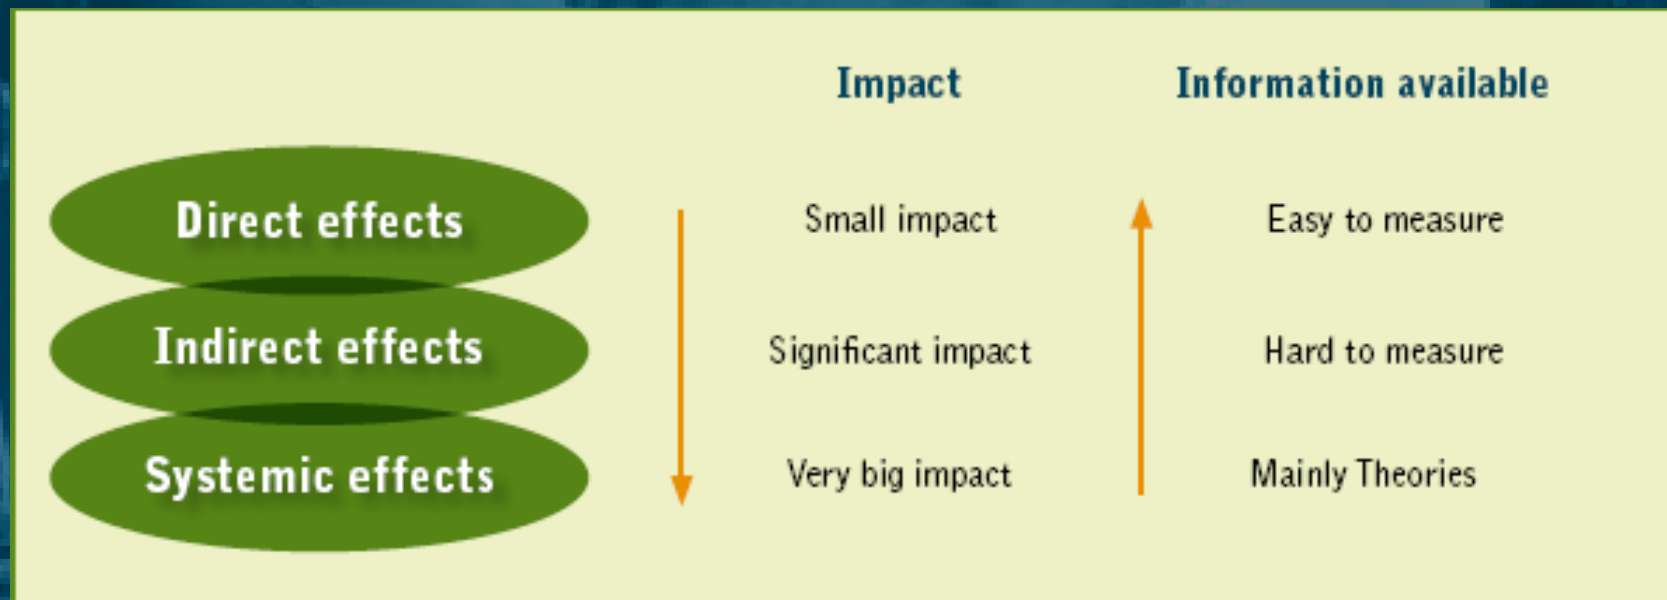 Impact Information available
Direct effects Small impact Easy to measure
Indirect effects Significant impact Hard to measure
Systemic effects Very big impact Mainly Theories